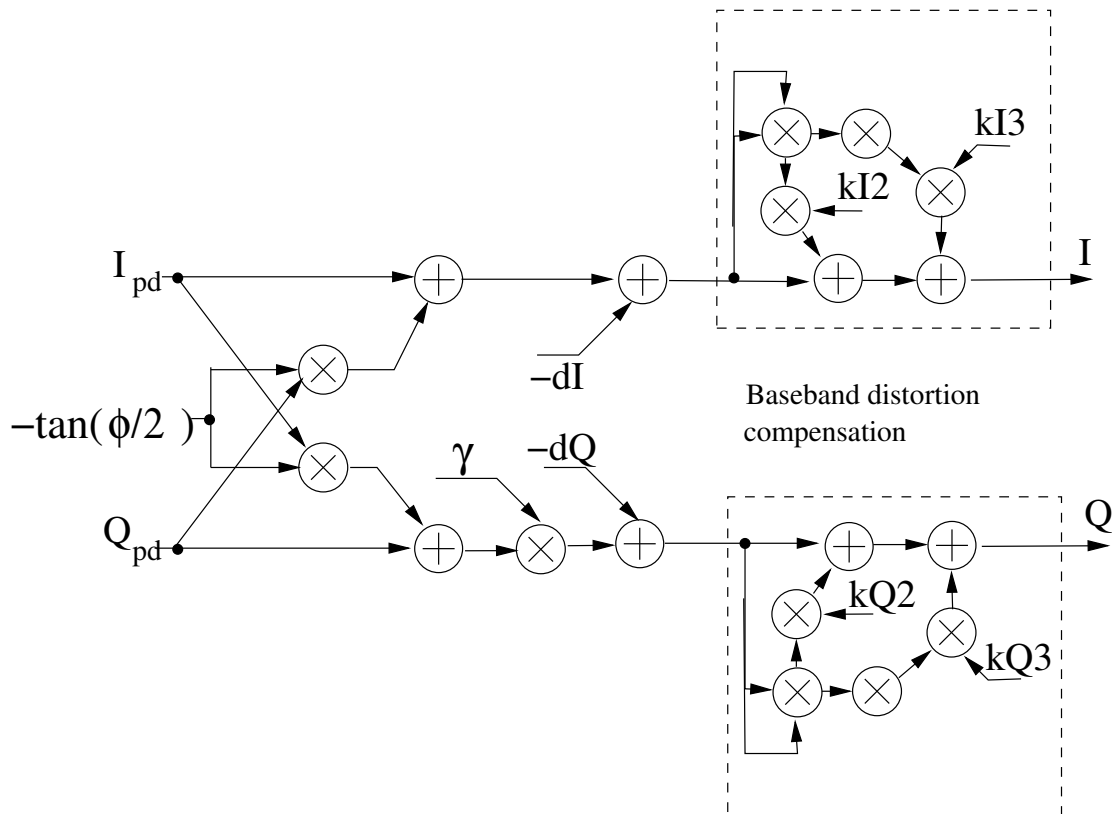 kI3
kI2
I pd
I
−dI
Baseband distortion
compensation
−tan( ϕ/2 )
γ
−dQ
Q pd
Q
kQ2
kQ3